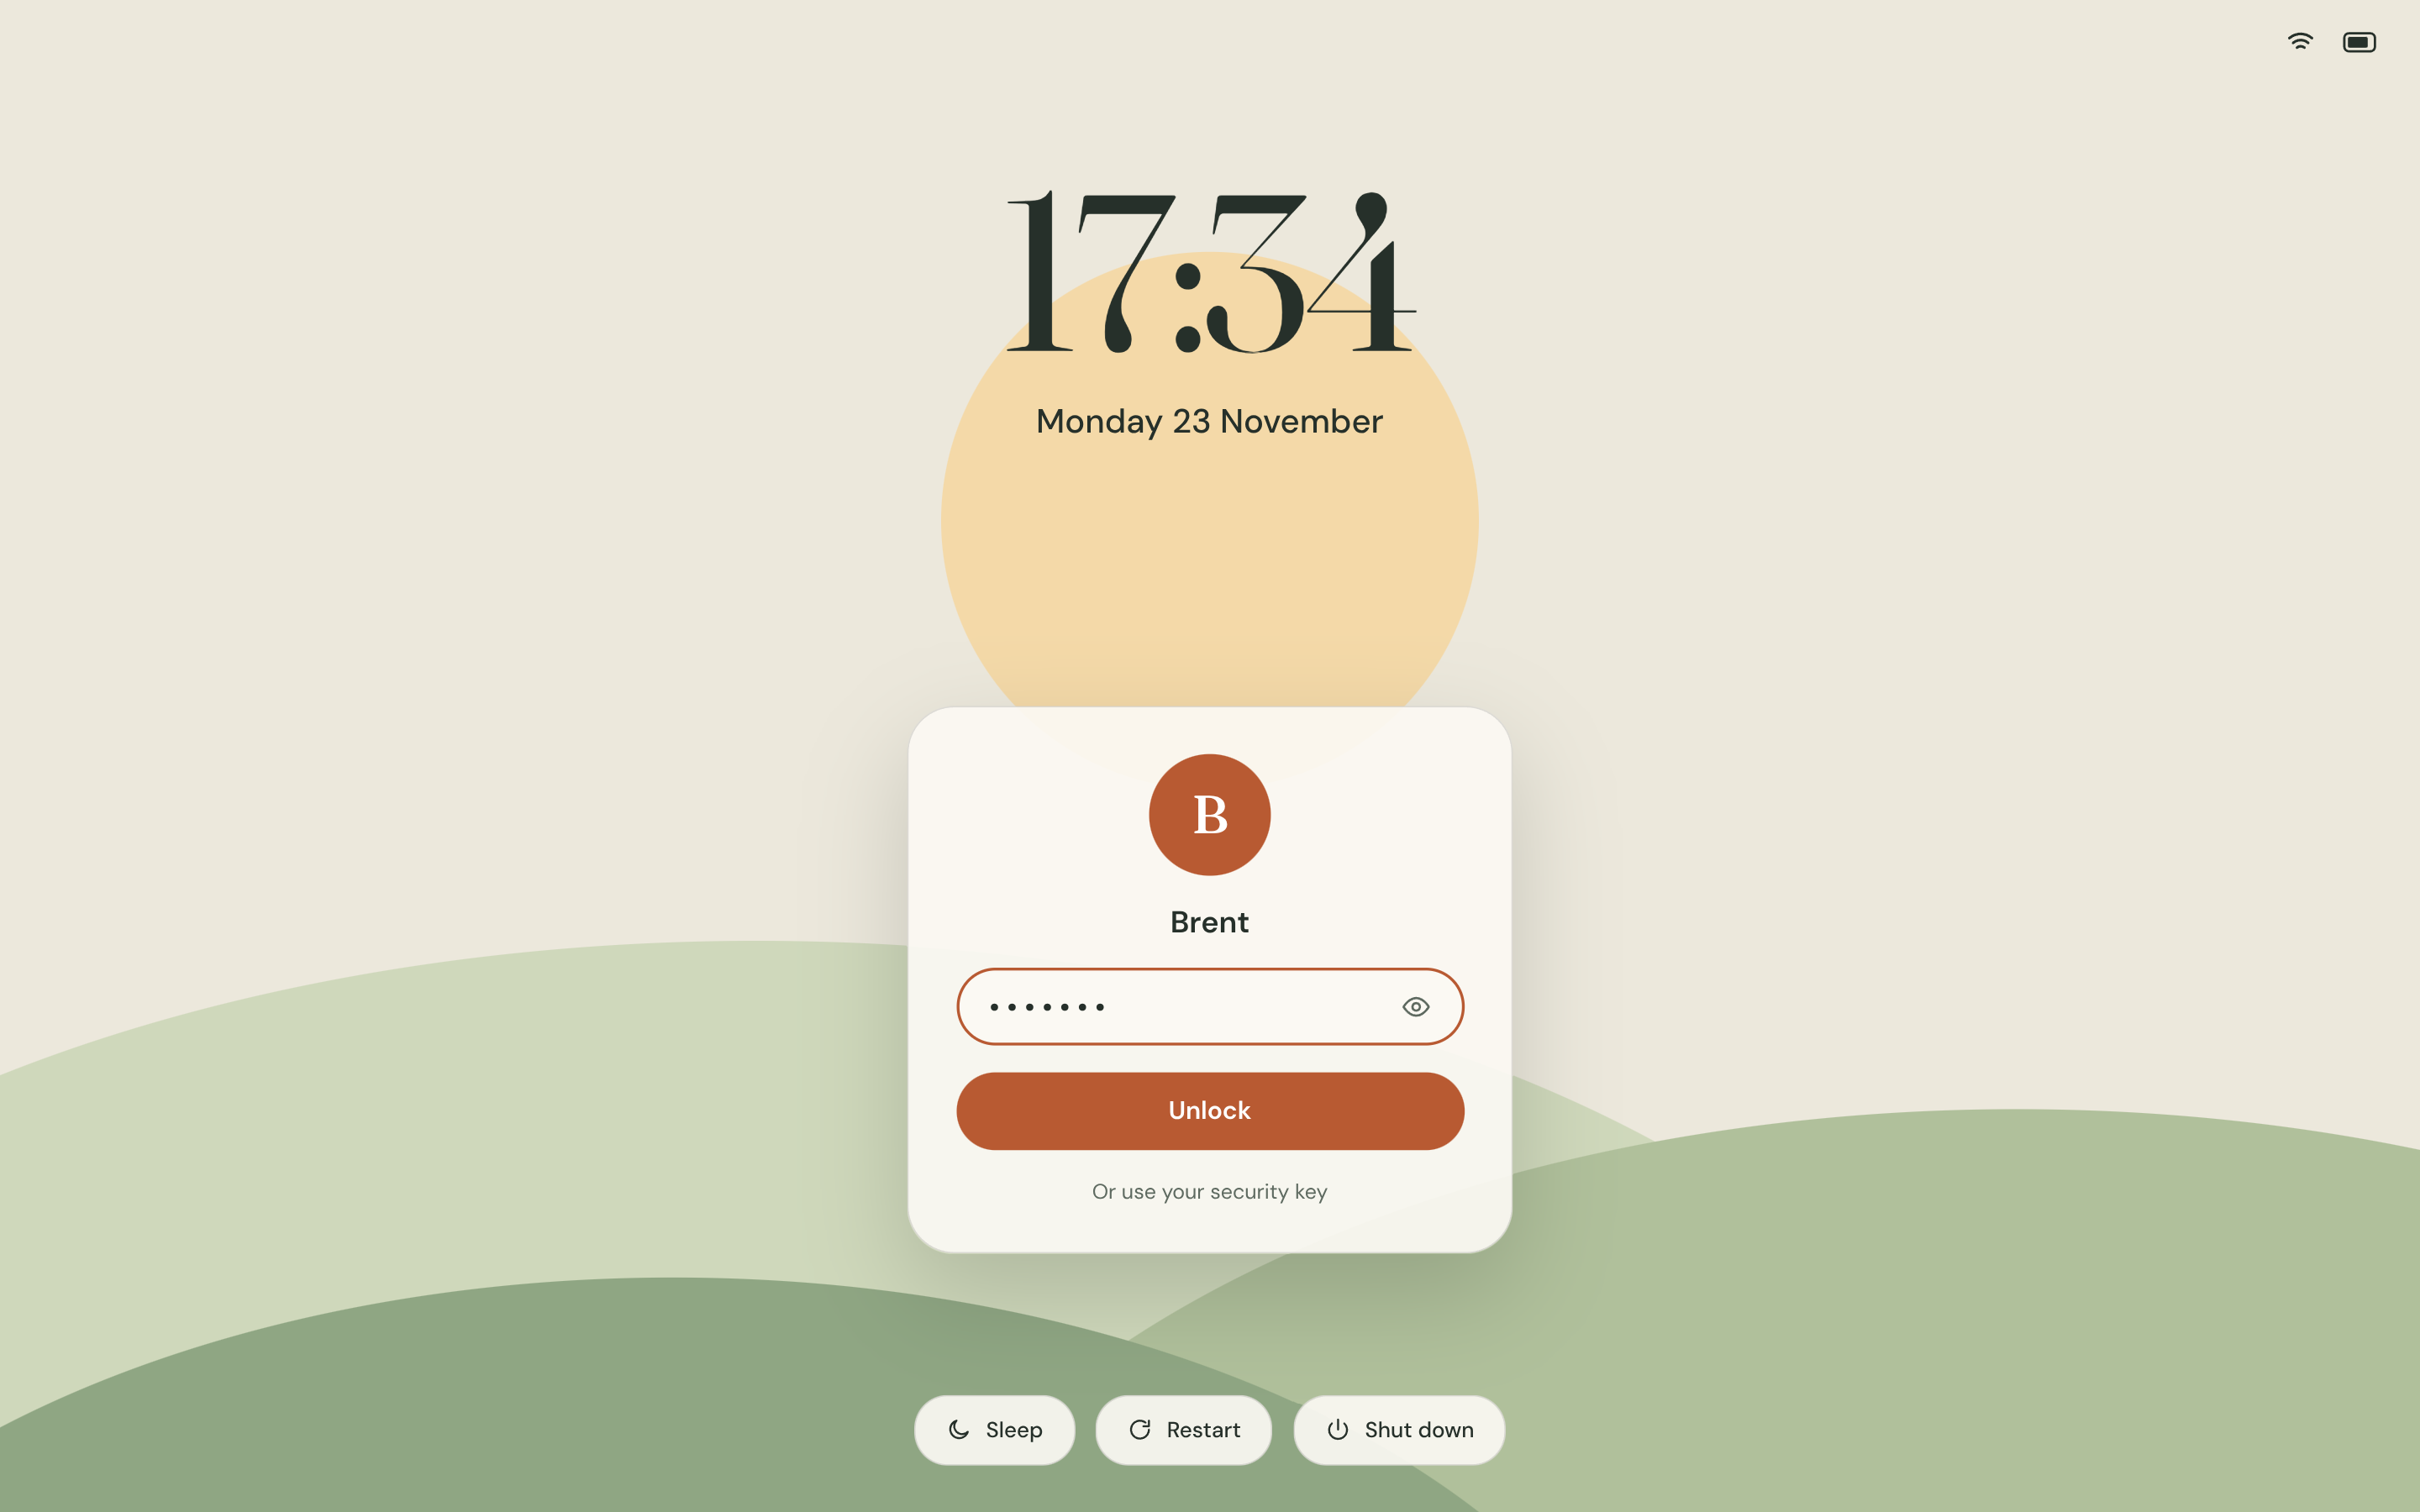 17:34
Monday 23 November
B
Brent
•••••••
Unlock
Or use your security key
Sleep
Restart
Shut down